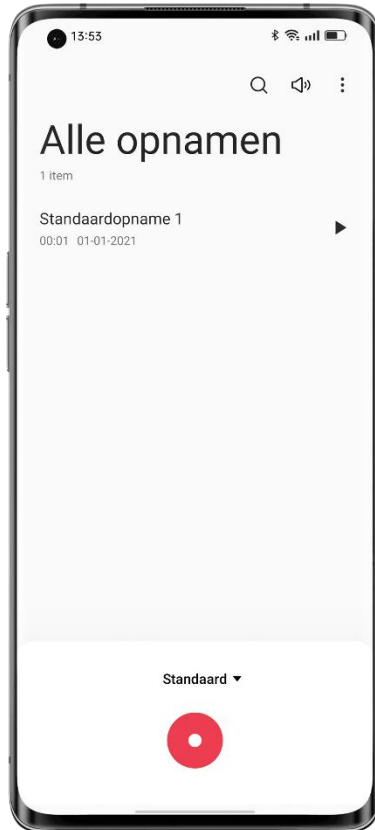 13:53
Alle opnamen
1 item
Standaardopname 1
00:01 01-01-2021
Standaard